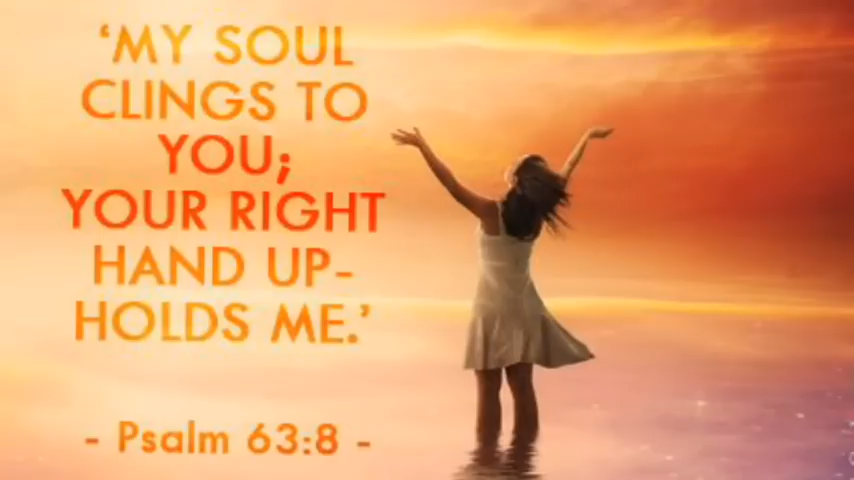 ‘MY SOUL
CLINGS TO
YOU;
YOUR RIGHT
HAND UP-
HOLDS ME.’
- Psalm 63:8 -